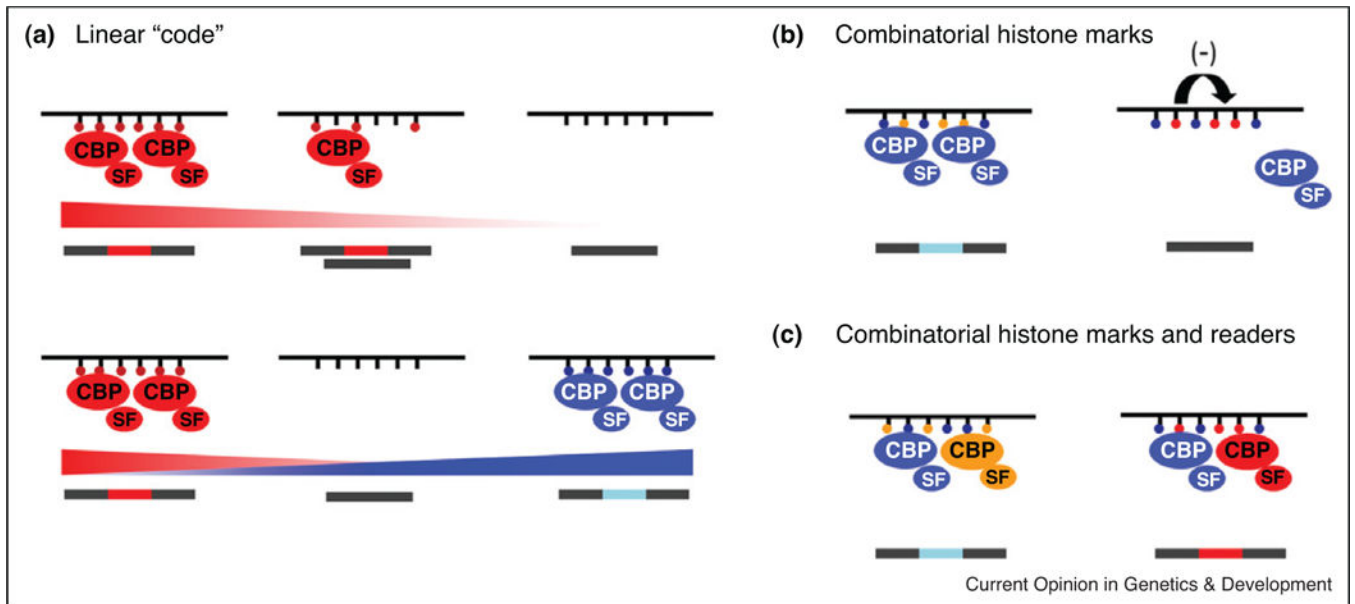 (a) Linear "code"
CBP CBP
SF SF
CBP
SF
CBP CBP
SF SF
CBP CBP
SF SF
(b) Combinatorial histone marks
(-)
CBP CBP
SF SF
CBP
SF
(c) Combinatorial histone marks and readers
CBP CBP
SF SF
CBP CBP
SF SF
Current Opinion in Genetics & Development